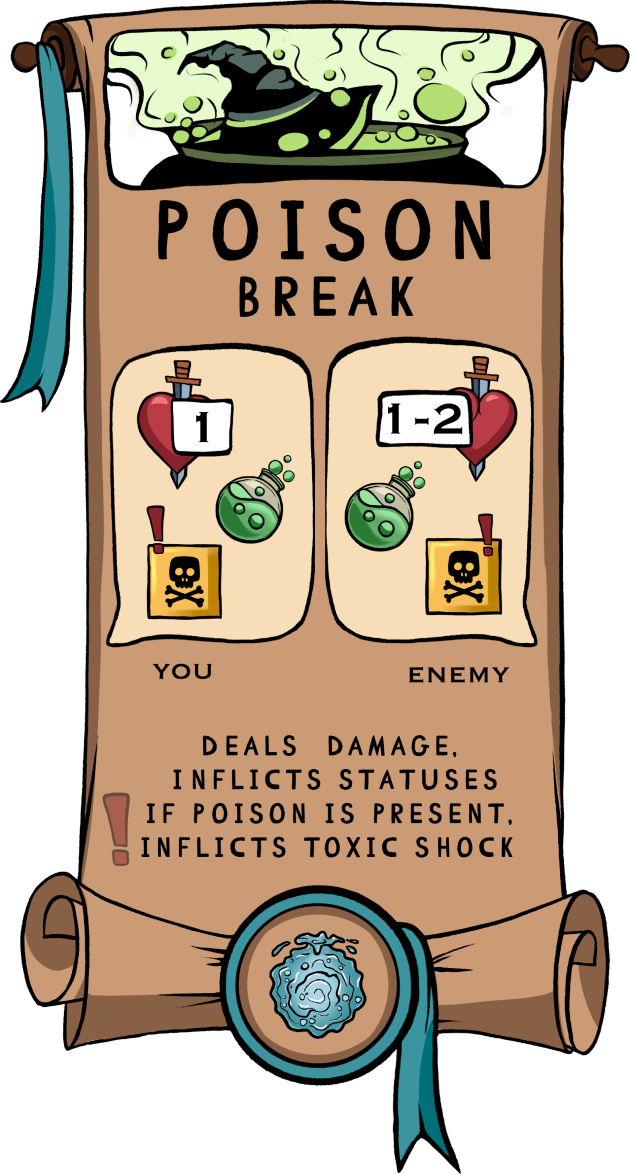 POISON
BREAK
1
1-2
YOU
ENEMY
DEALS DAMAGE,
INFLICTS STATUSES
IF POISON IS PRESENT,
INFLICTS TOXIC SHOCK